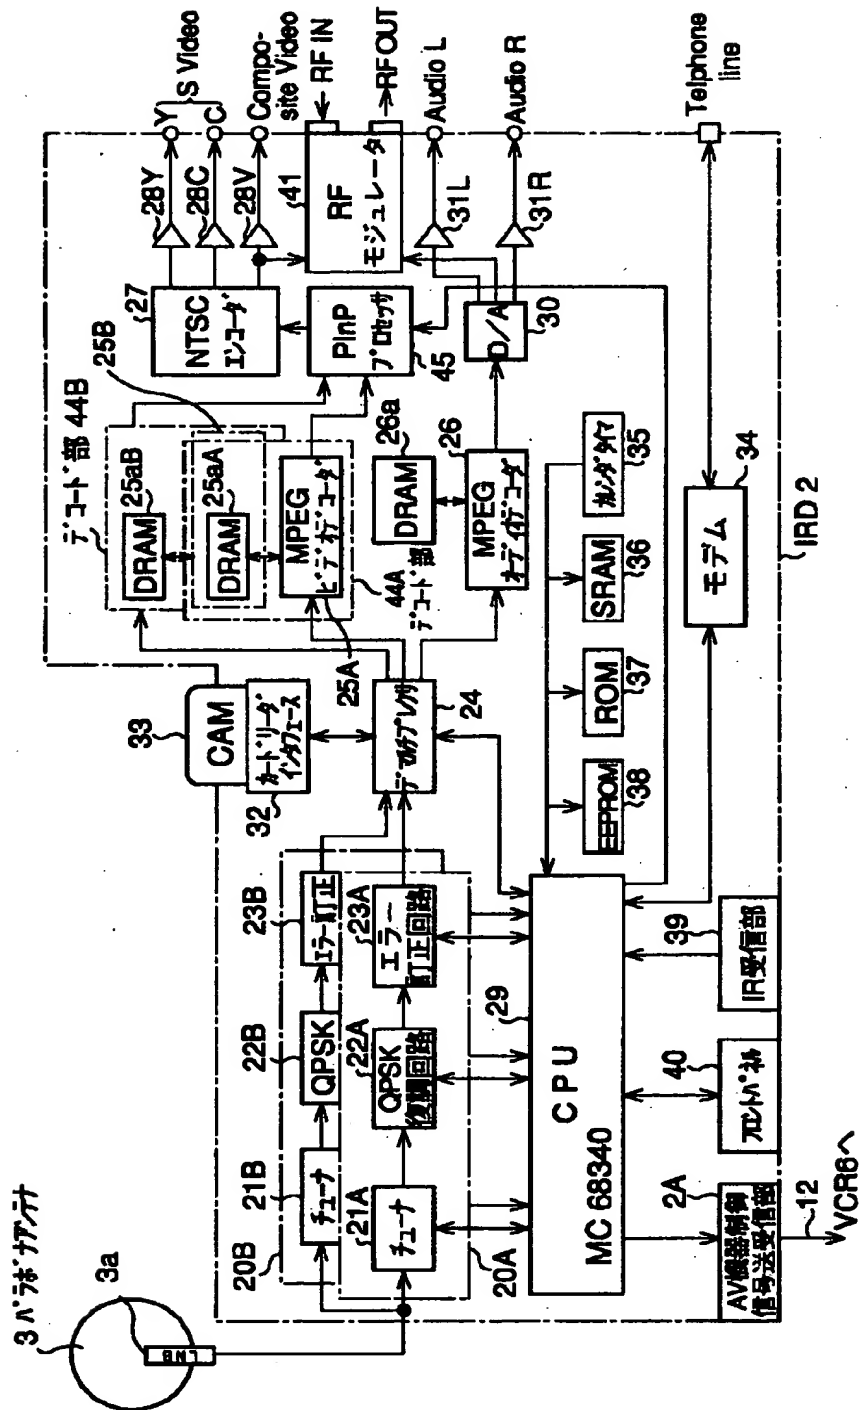 3 パラボナアンテナ
3a
LNB
20B
21B
チューナ
22B
QPSK
23B
エラー訂正
21A
チューナ
22A
QPSK
復調回路
23A
エラー
訂正回路
20A
33
CAM
カードリーダ
インタフェース
32
デマルチプレクサ
24
デコード部 44B
25aB
DRAM
25B
25aA
DRAM
MPEG
ビデオデコーダ
25A
44A
デコード部
26a
DRAM
26
MPEG
オーディオデコーダ
27
NTSC
エンコーダ
PinP
プロセッサ
45
D/A
30
28Y
28C
28V
41
RF
モジュレータ
31L
31R
Y
C
S Video
Compo-
site Video
RF IN
RF OUT
Audio L
Audio R
Telphone
line
29
CPU
MC 68340
EEPROM
38
ROM
37
SRAM
36
カレンダタイマ
35
モデム
34
2A
AV機器制御
信号送受信部
12
VCR6へ
40
フロントパネル
39
IR受信部
IRD 2